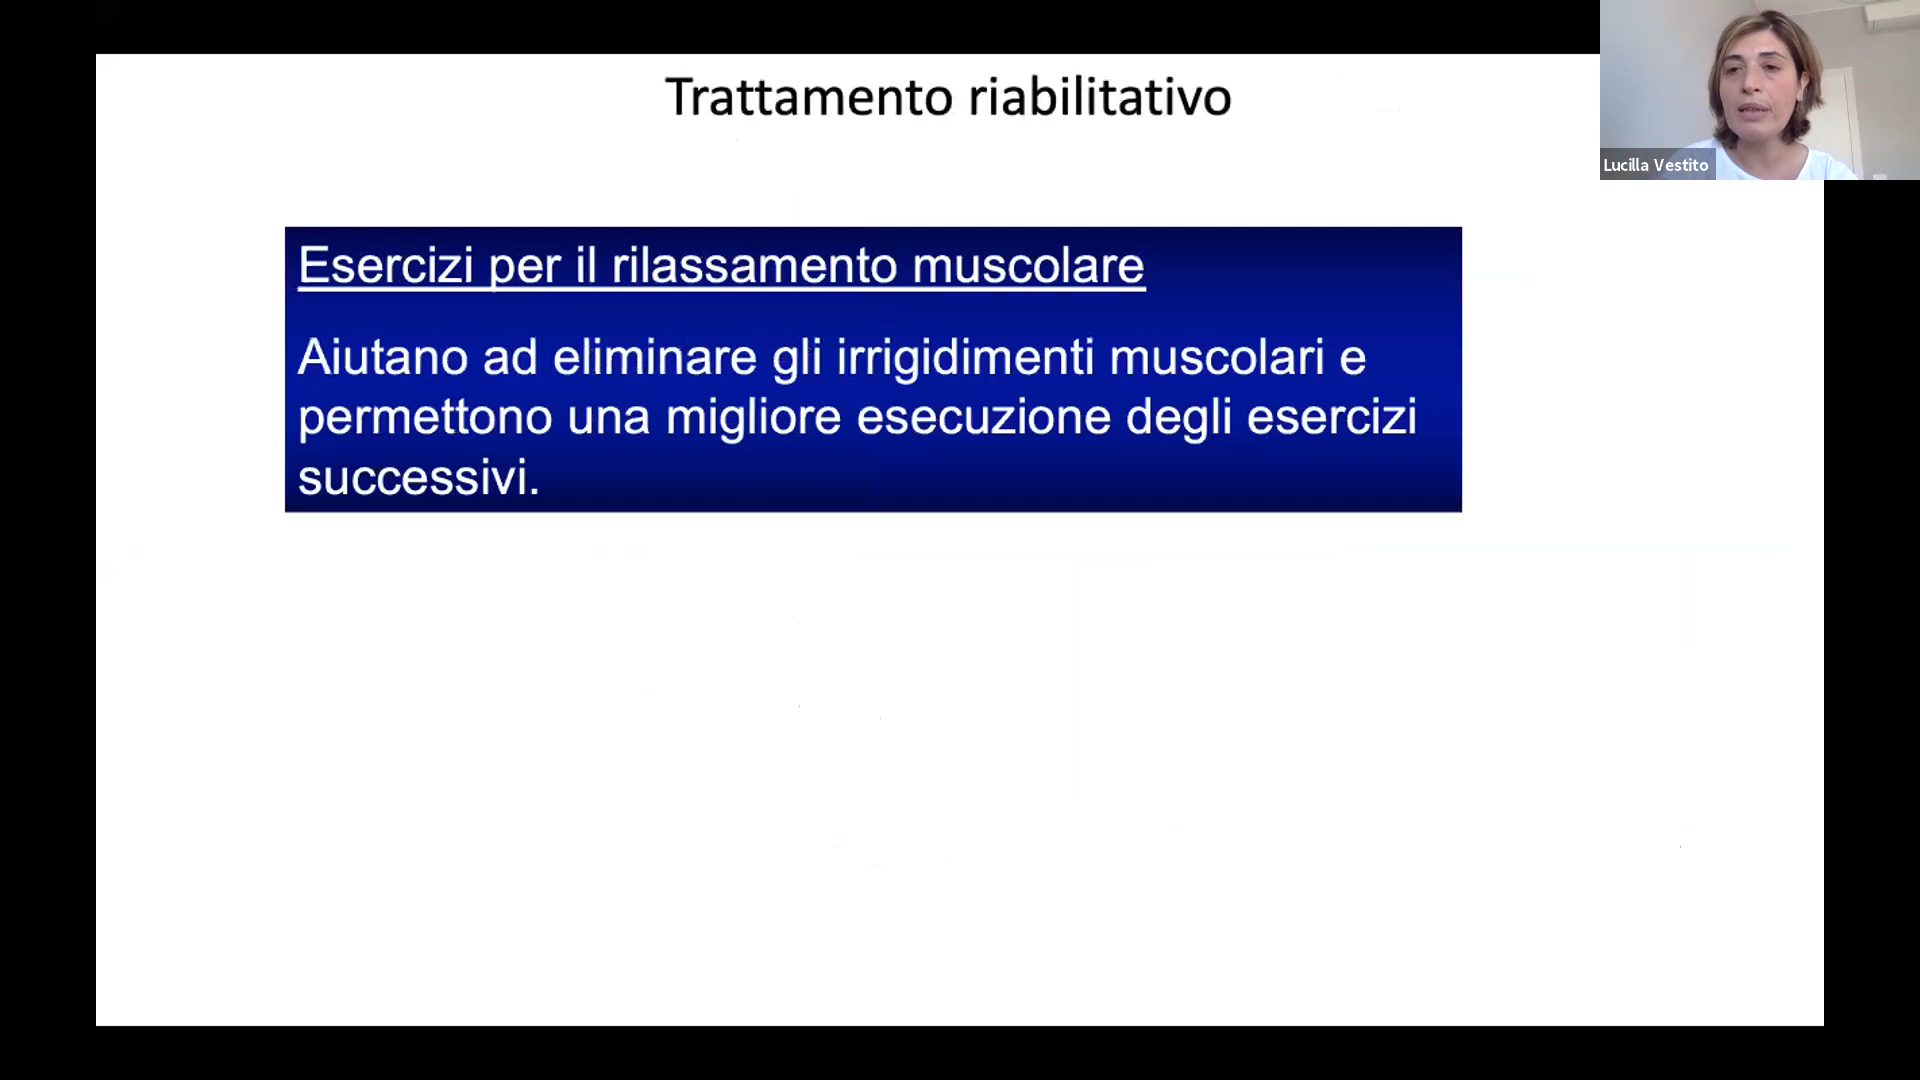 Trattamento riabilitativo
Lucilla Vestito
Esercizi per il rilassamento muscolare
Aiutano ad eliminare gli irrigidimenti muscolari e
permettono una migliore esecuzione degli esercizi
successivi.